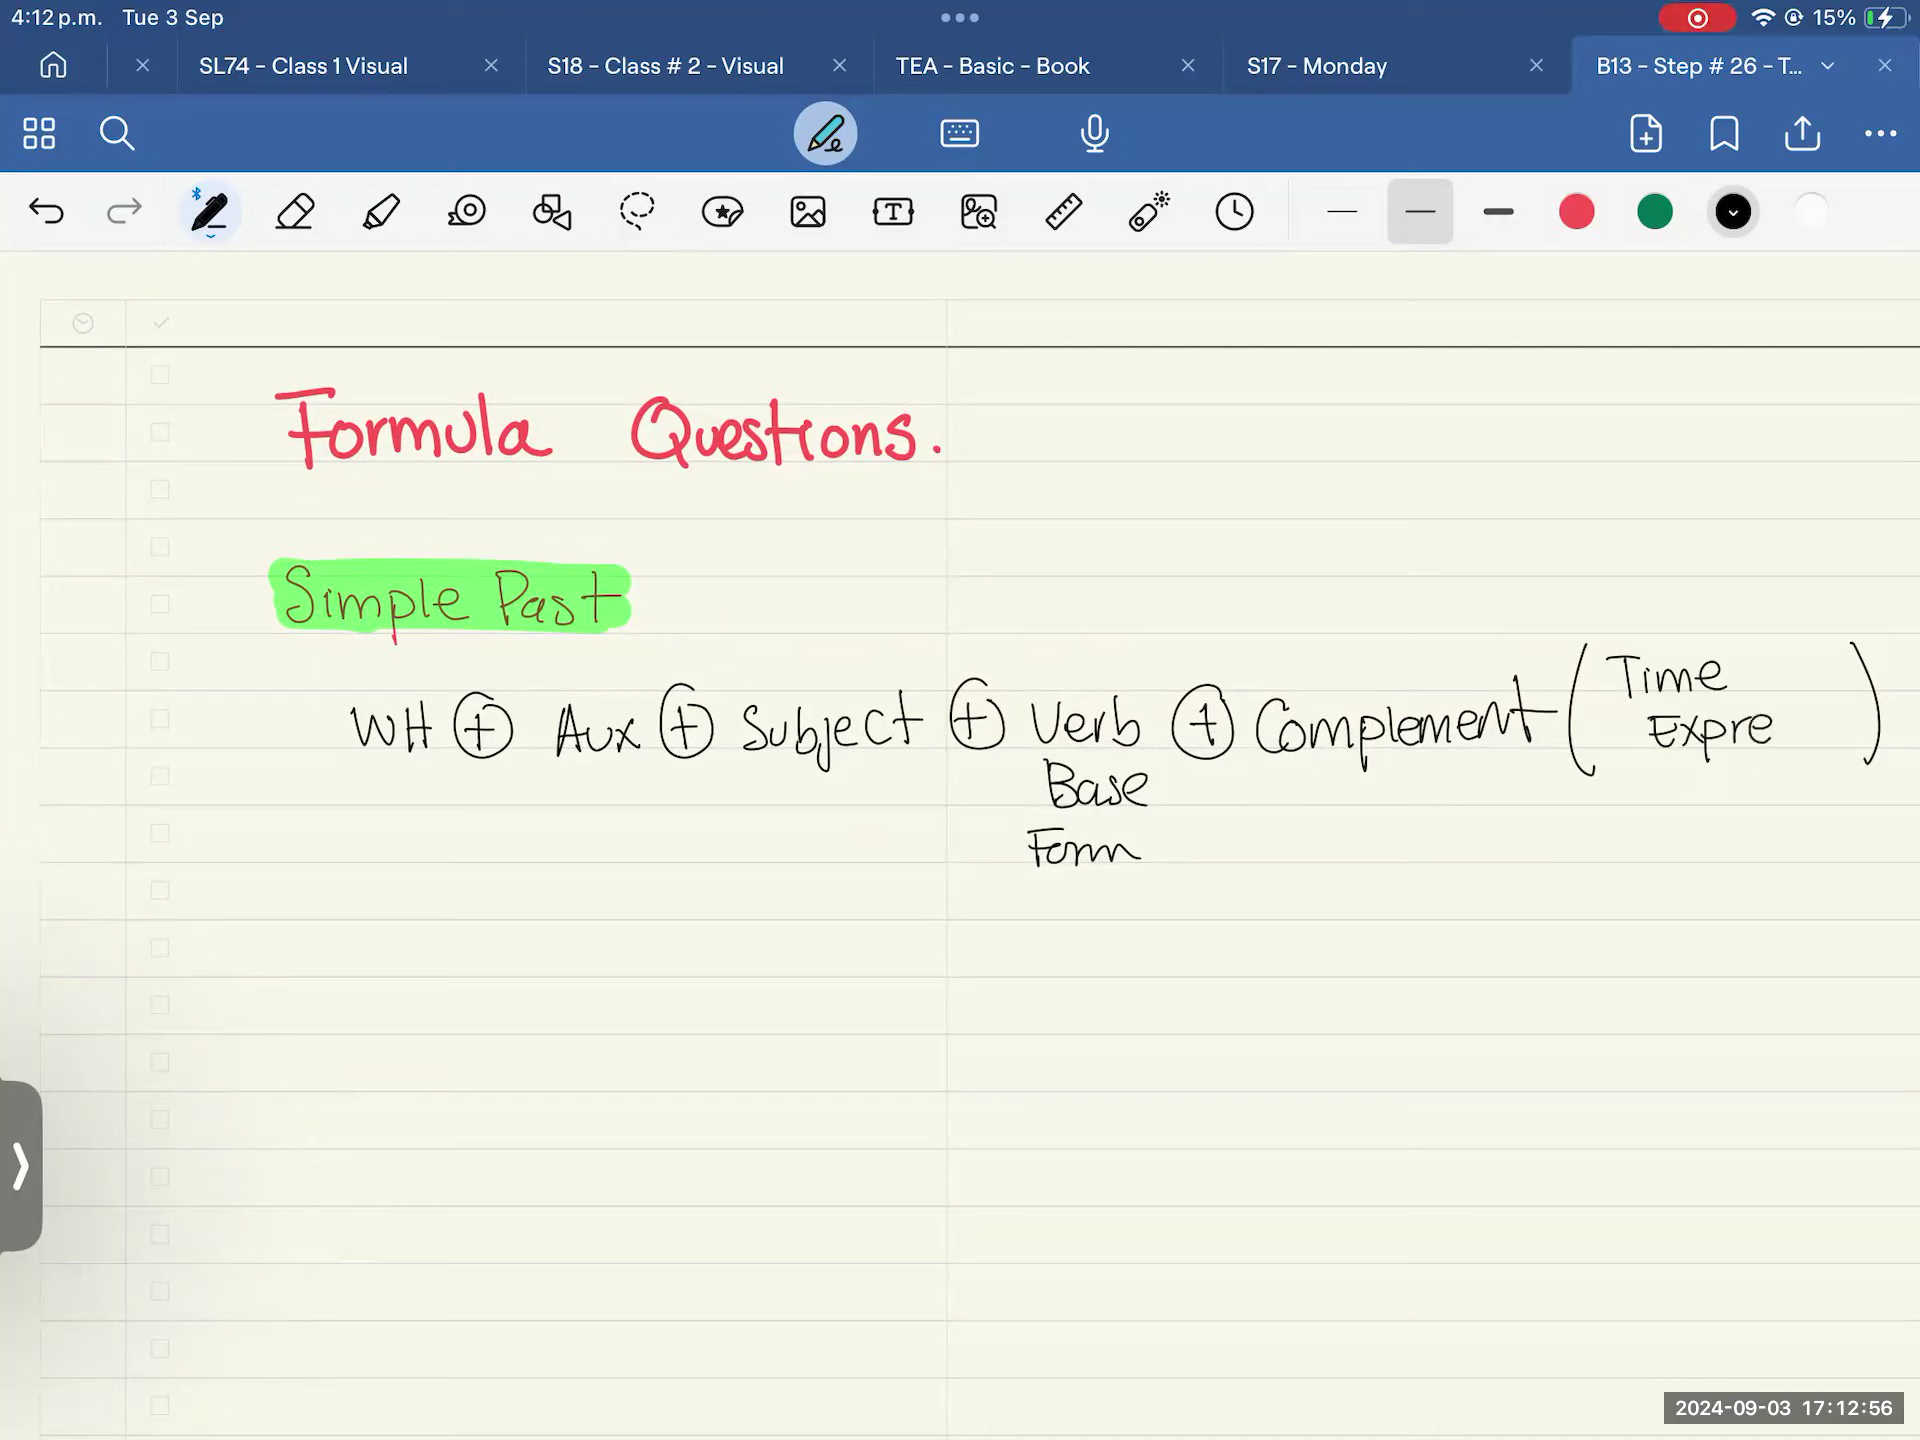 4:12 p.m. Tue 3 Sep
15%
SL74 - Class 1 Visual
S18 - Class # 2 - Visual
TEA - Basic - Book
S17 - Monday
B13 - Step # 26 - T...
Formula Questions.
Simple Past
WH + Aux + Subject + Verb + Complement (Time
Expre)
Base
Form
2024-09-03 17:12:56